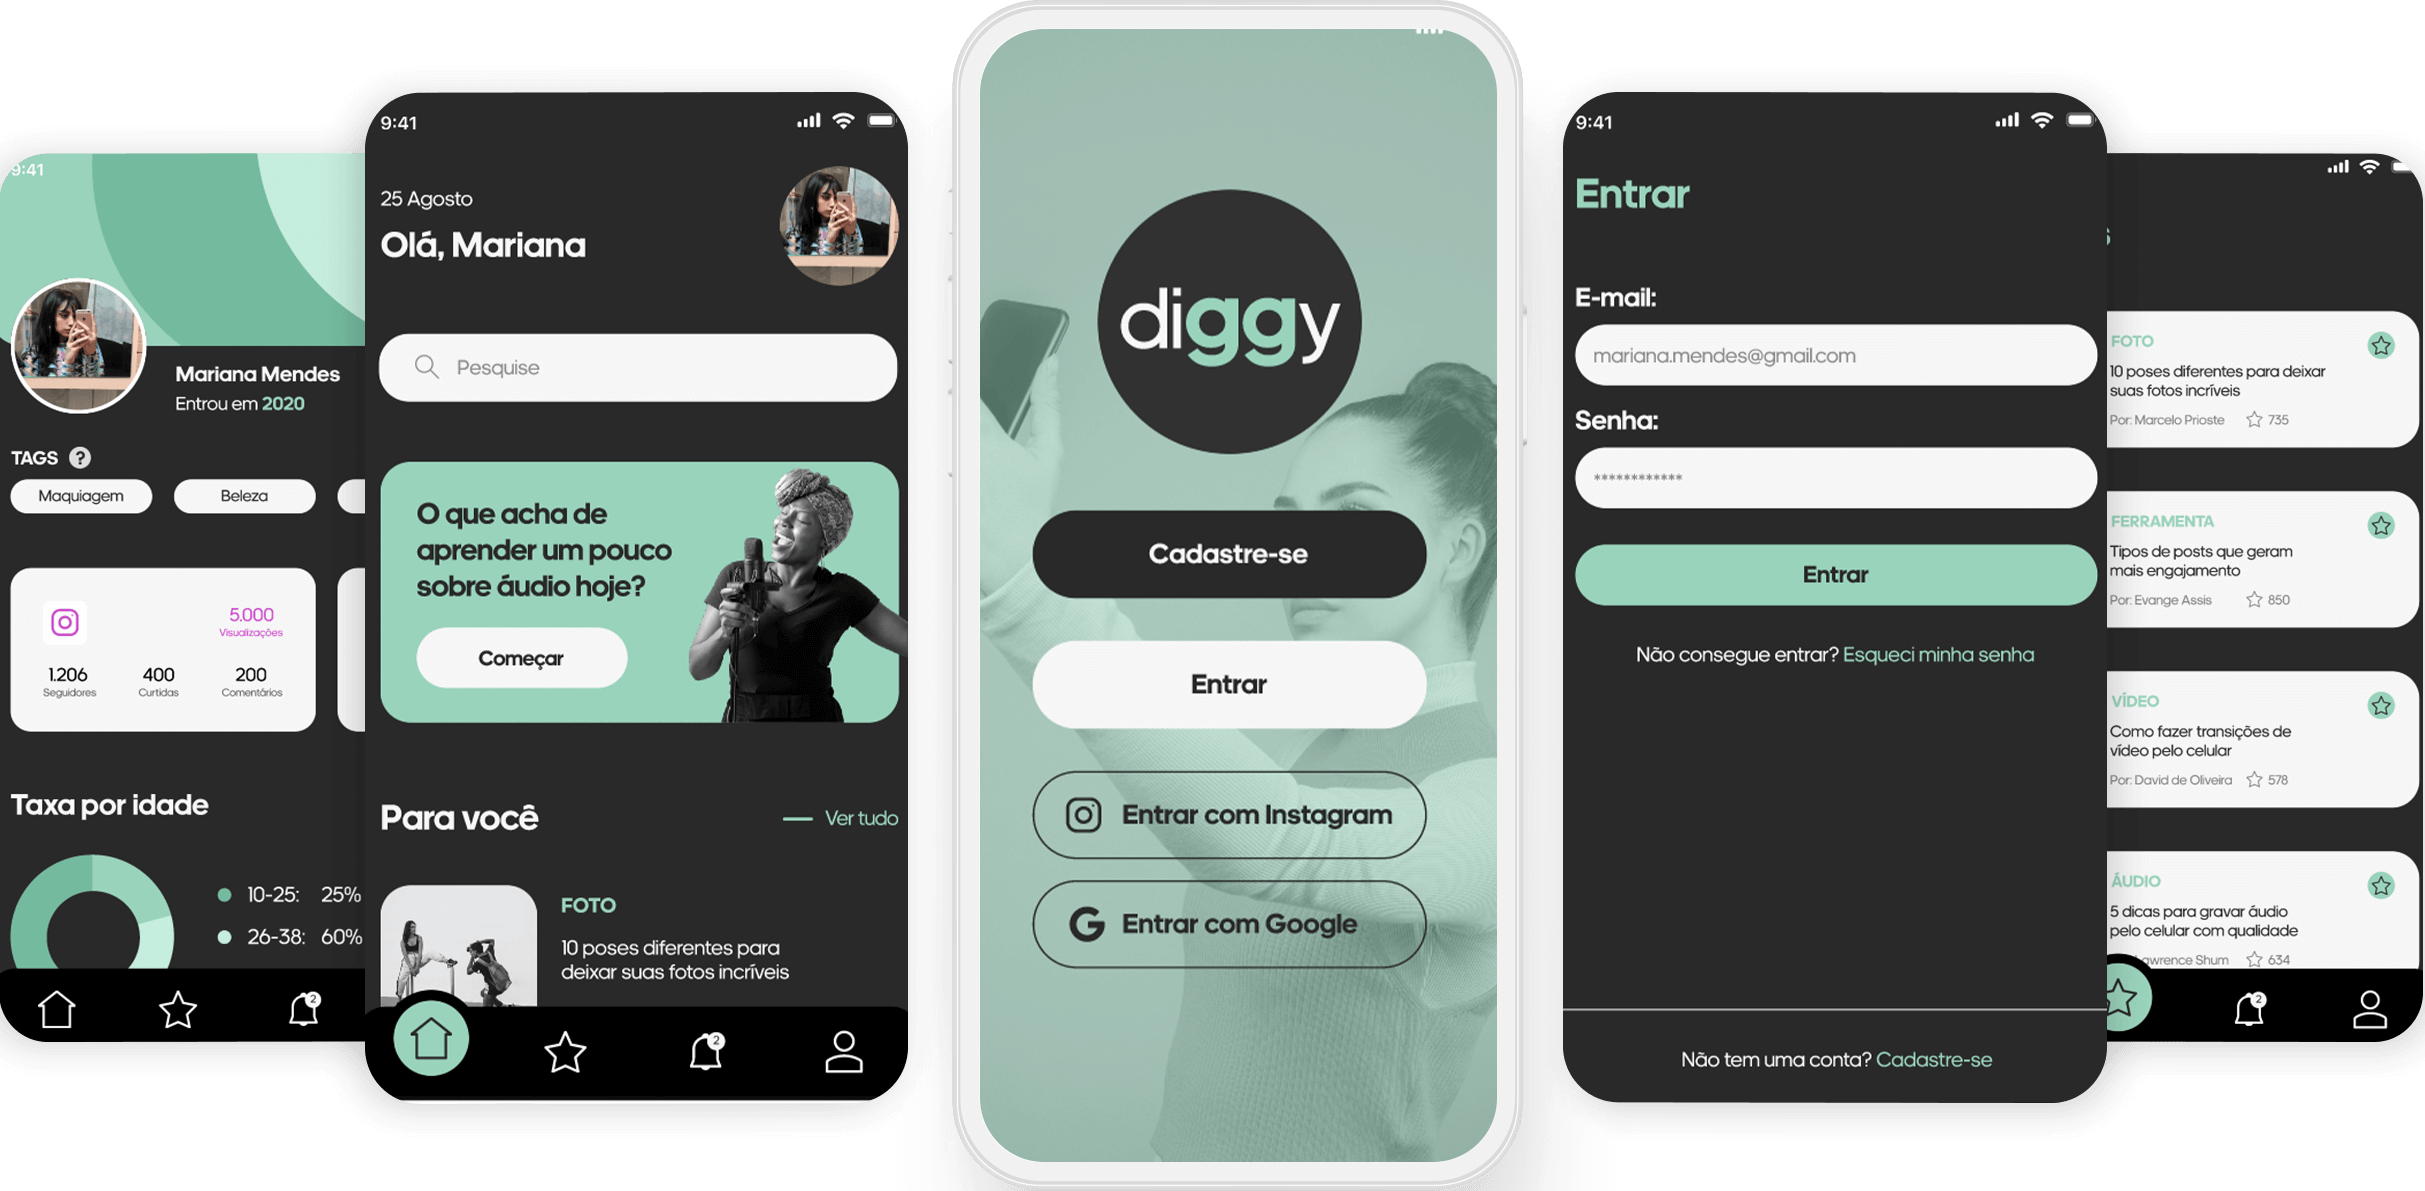 9:41
Mariana Mendes
Entrou em 2020
TAGS ?
Maquiagem
Beleza
5.000
Visualizações
1.206
Seguidores
400
Curtidas
200
Comentários
Taxa por idade
10-25: 25%
26-38: 60%
2
9:41
25 Agosto
Olá, Mariana
Pesquise
O que acha de
aprender um pouco
sobre áudio hoje?
Começar
Para você
Ver tudo
FOTO
10 poses diferentes para
deixar suas fotos incríveis
2
diggy
Cadastre-se
Entrar
Entrar com Instagram
Entrar com Google
9:41
Entrar
E-mail:
mariana.mendes@gmail.com
Senha:
************
Entrar
Não consegue entrar? Esqueci minha senha
Não tem uma conta? Cadastre-se
FOTO
10 poses diferentes para deixar
suas fotos incríveis
Por: Marcelo Prioste 735
FERRAMENTA
Tipos de posts que geram
mais engajamento
Por: Evange Assis 850
VÍDEO
Como fazer transições de
vídeo pelo celular
Por: David de Oliveira 578
ÁUDIO
5 dicas para gravar áudio
pelo celular com qualidade
Shum 634
2